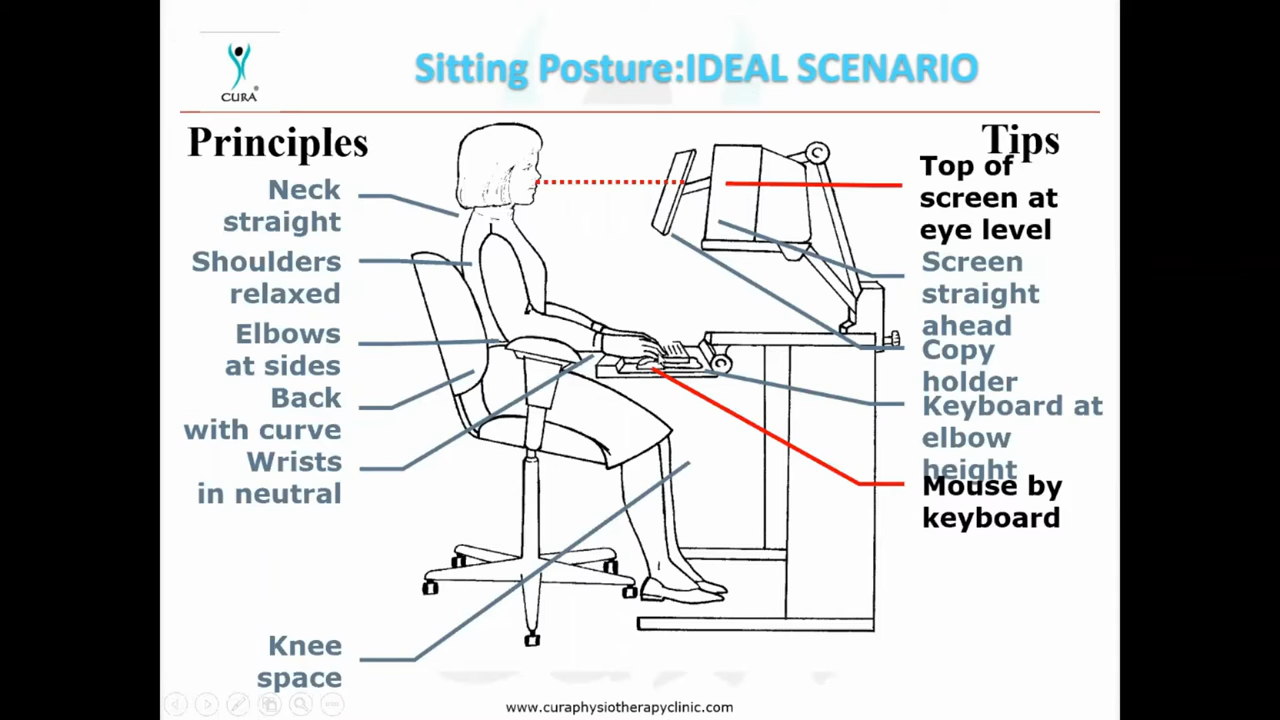 CURA
Sitting Posture:IDEAL SCENARIO
Principles
Neck
straight
Shoulders
relaxed
Elbows
at sides
Back
with curve
Wrists
in neutral
Knee
space
Tips
Top of
screen at
eye level
Screen
straight
ahead
Copy
holder
Keyboard at
elbow
height
Mouse by
keyboard
www.curaphysiotherapyclinic.com